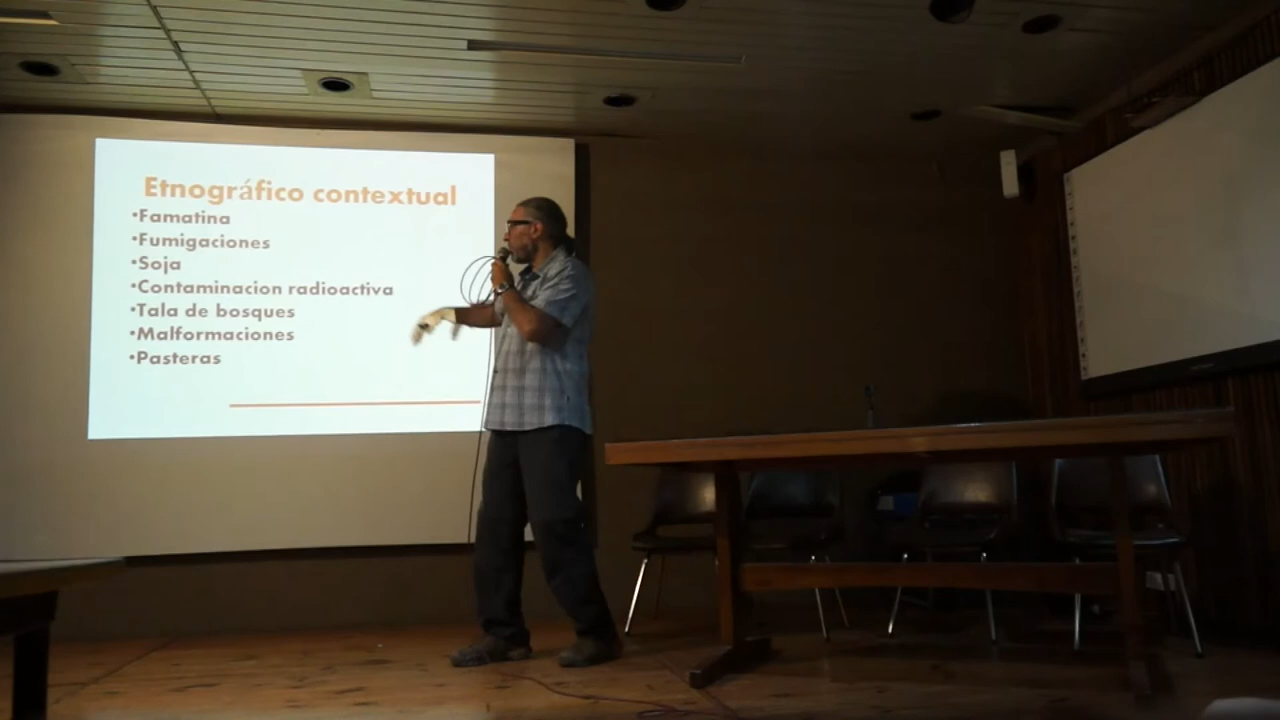 Etnográfico contextual
•Famatina
•Fumigaciones
•Soja
•Contaminacion radioactiva
•Tala de bosques
•Malformaciones
•Pasteras